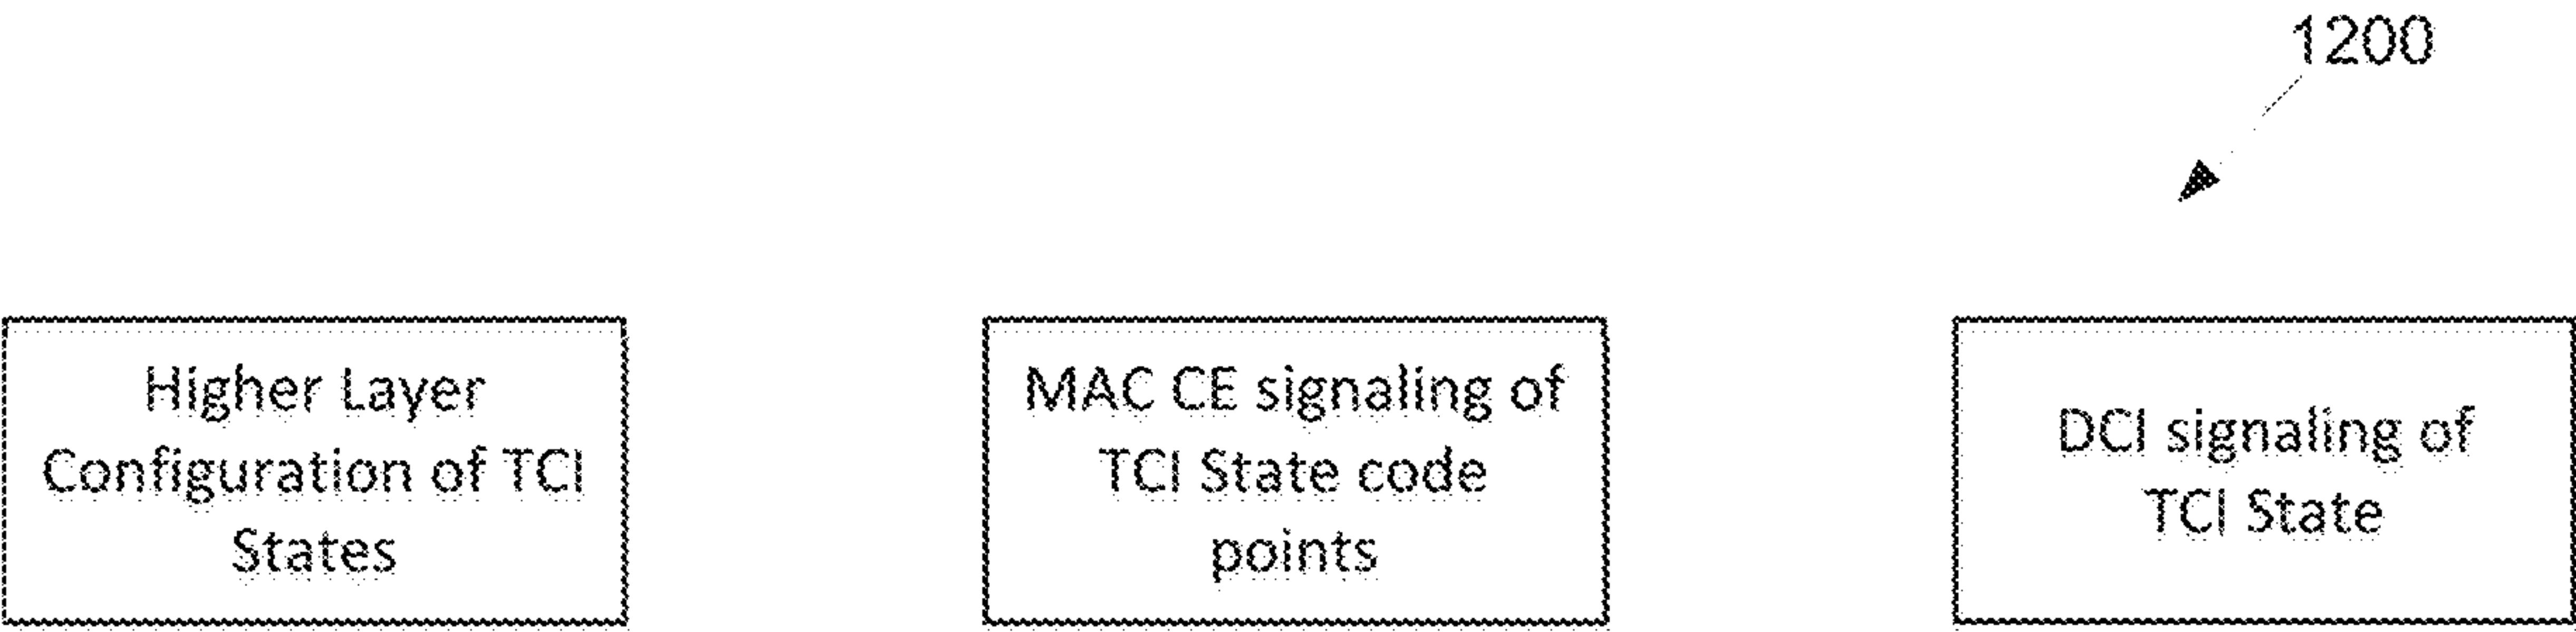 1200
Higher Layer
Configuration of TCI
States
MAC CE signaling of
TCI State code
points
DCI signaling of
TCI State